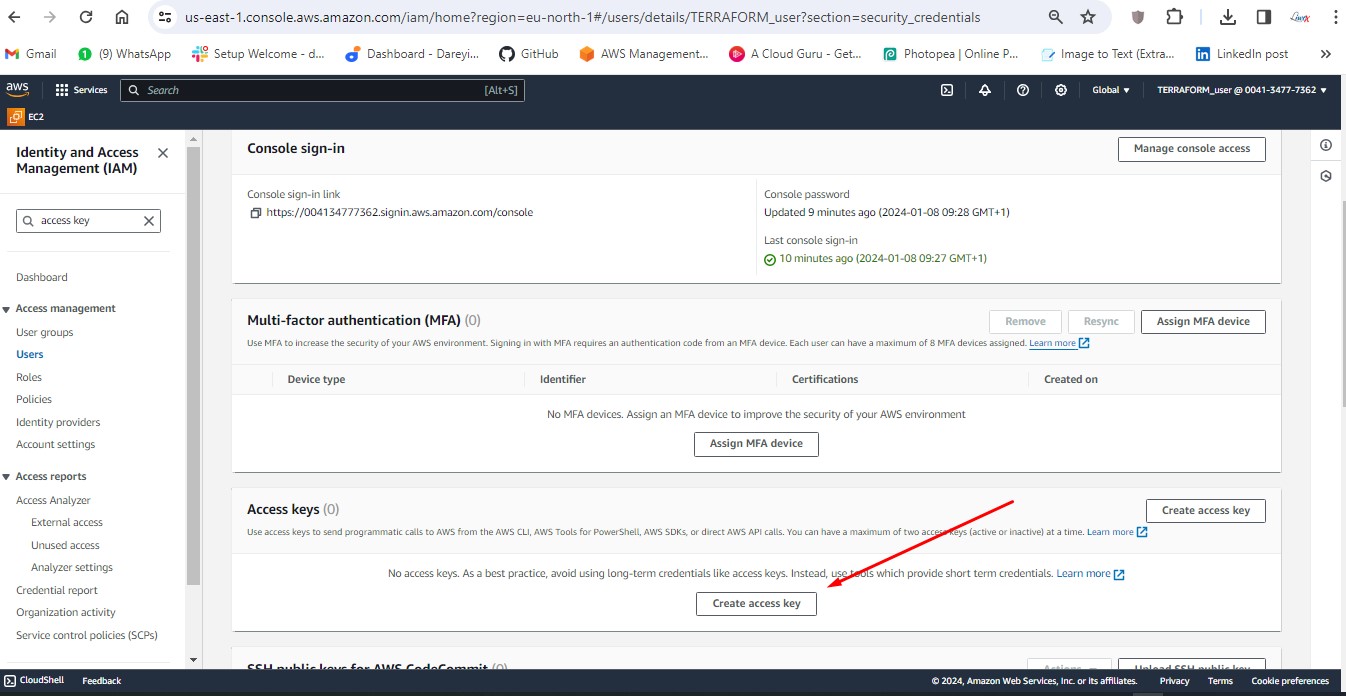 us-east-1.console.aws.amazon.com/iam/home?region=eu-north-1#/users/details/TERRAFORM_user?section=security_credentials
Gmail
1 (9) WhatsApp
Setup Welcome - d...
Dashboard - Dareyi...
GitHub
AWS Management...
A Cloud Guru - Get...
Photopea | Online P...
Image to Text (Extra...
LinkedIn post
aws
Services
Search
[Alt+S]
Global
TERRAFORM_user @ 0041-3477-7362
EC2
Identity and Access
Management (IAM)
access key
Dashboard
Access management
User groups
Users
Roles
Policies
Identity providers
Account settings
Access reports
Access Analyzer
External access
Unused access
Analyzer settings
Credential report
Organization activity
Service control policies (SCPs)
Console sign-in
Manage console access
Console sign-in link
https://004134777362.signin.aws.amazon.com/console
Console password
Updated 9 minutes ago (2024-01-08 09:28 GMT+1)
Last console sign-in
10 minutes ago (2024-01-08 09:27 GMT+1)
Multi-factor authentication (MFA) (0)
Remove
Resync
Assign MFA device
Use MFA to increase the security of your AWS environment. Signing in with MFA requires an authentication code from an MFA device. Each user can have a maximum of 8 MFA devices assigned. Learn more
Device type
Identifier
Certifications
Created on
No MFA devices. Assign an MFA device to improve the security of your AWS environment
Assign MFA device
Access keys (0)
Create access key
Use access keys to send programmatic calls to AWS from the AWS CLI, AWS Tools for PowerShell, AWS SDKs, or direct AWS API calls. You can have a maximum of two access keys (active or inactive) at a time. Learn more
No access keys. As a best practice, avoid using long-term credentials like access keys. Instead, use tools which provide short term credentials. Learn more
Create access key
SSH public keys for AWS CodeCommit (0)
Actions
Upload SSH public key
CloudShell
Feedback
© 2024, Amazon Web Services, Inc. or its affiliates.
Privacy
Terms
Cookie preferences